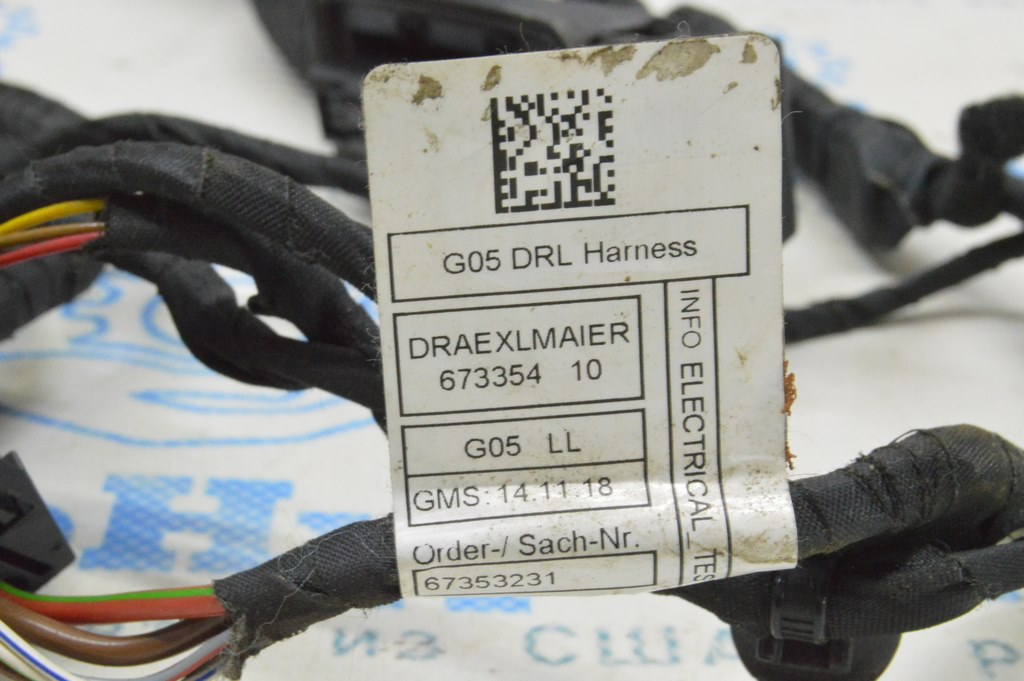 G05 DRL Harness
DRAEXLMAIER
673354 10
G05 LL
GMS: 14.11.18
Order-/ Sach-Nr.
67353231
INFO ELECTRICAL_TES
из США